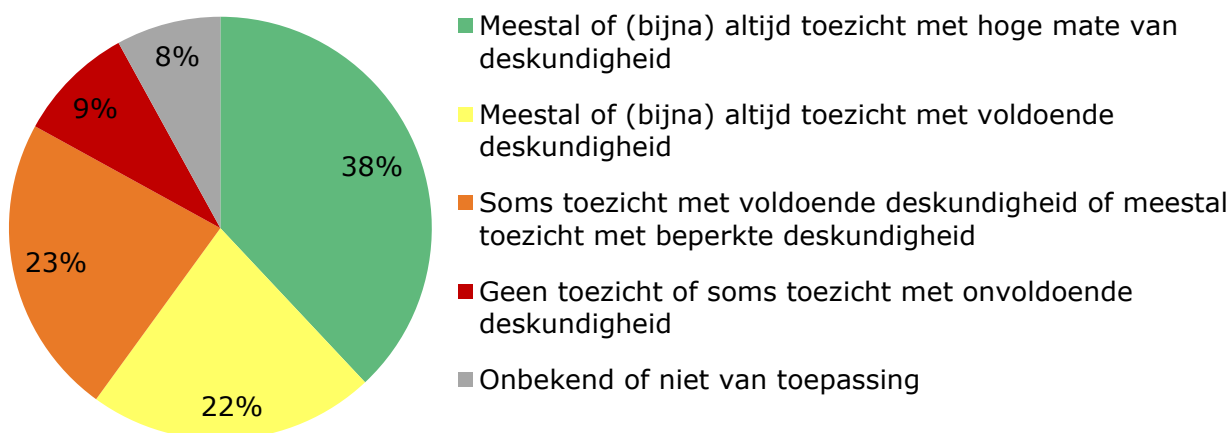 8%
9%
38%
23%
22%
Meestal of (bijna) altijd toezicht met hoge mate van
deskundigheid
Meestal of (bijna) altijd toezicht met voldoende
deskundigheid
Soms toezicht met voldoende deskundigheid of meestal
toezicht met beperkte deskundigheid
Geen toezicht of soms toezicht met onvoldoende
deskundigheid
Onbekend of niet van toepassing